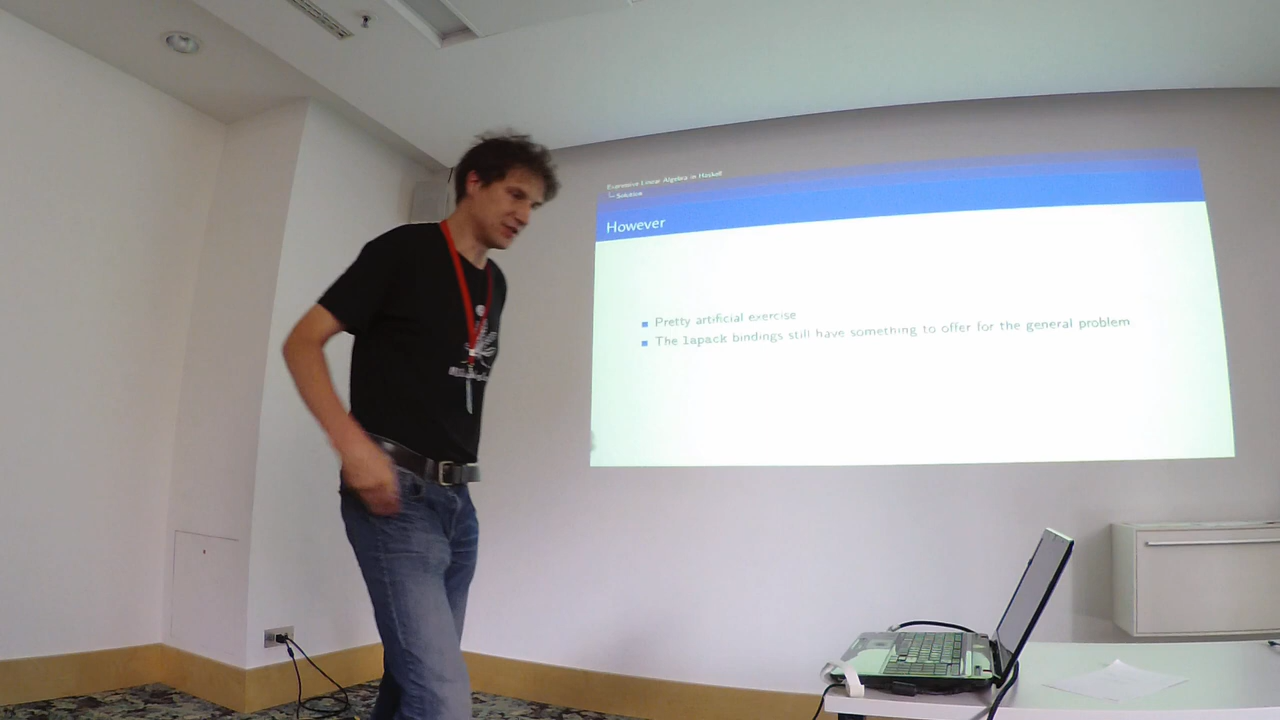 Expressive Linear Algebra in Haskell
Solution
However
Pretty artificial exercise
The lapack bindings still have something to offer for the general problem